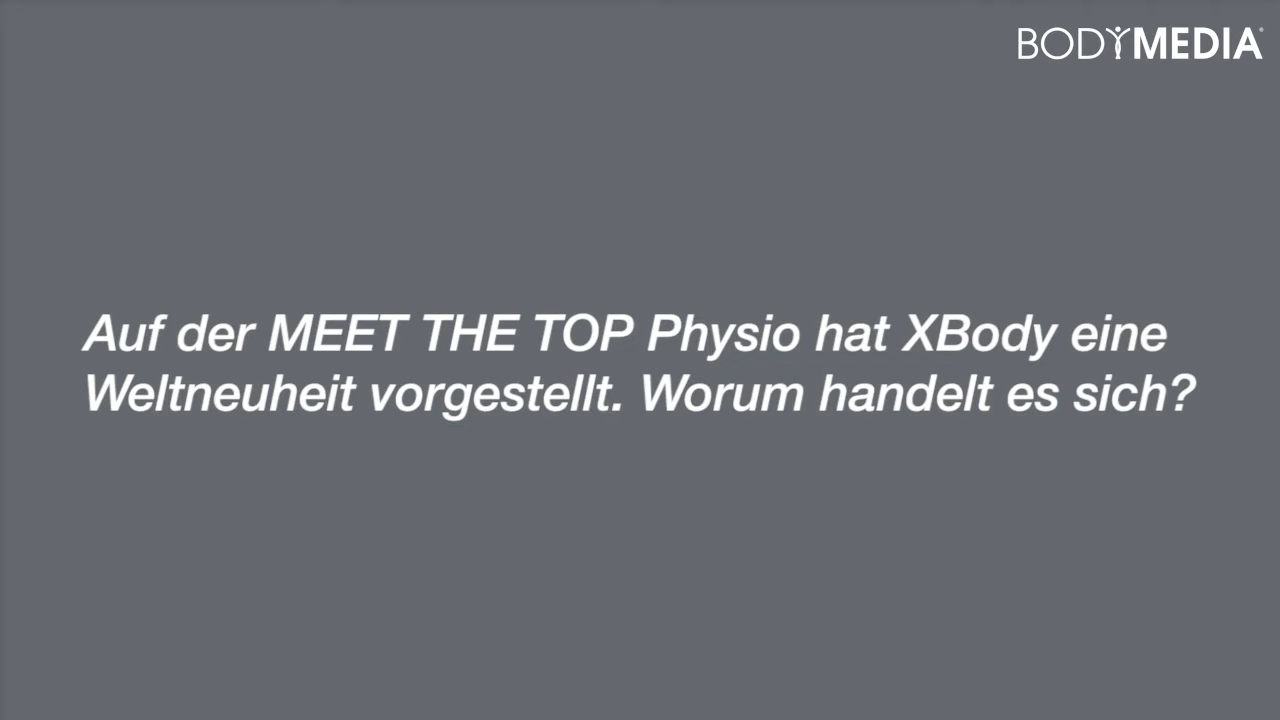 BODYMEDIA®
Auf der MEET THE TOP Physio hat XBody eine
Weltneuheit vorgestellt. Worum handelt es sich?